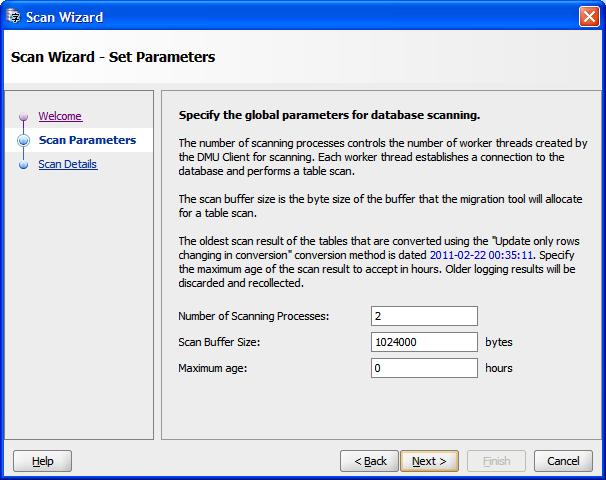 Scan Wizard
Scan Wizard - Set Parameters
Welcome
Scan Parameters
Scan Details
Specify the global parameters for database scanning.
The number of scanning processes controls the number of worker threads created by
the DMU Client for scanning. Each worker thread establishes a connection to the
database and performs a table scan.
The scan buffer size is the byte size of the buffer that the migration tool will allocate
for a table scan.
The oldest scan result of the tables that are converted using the "Update only rows
changing in conversion" conversion method is dated 2011-02-22 00:35:11. Specify
the maximum age of the scan result to accept in hours. Older logging results will be
discarded and recollected.
Number of Scanning Processes: 2
Scan Buffer Size: 1024000 bytes
Maximum age: 0 hours
Help < Back Next > Finish Cancel